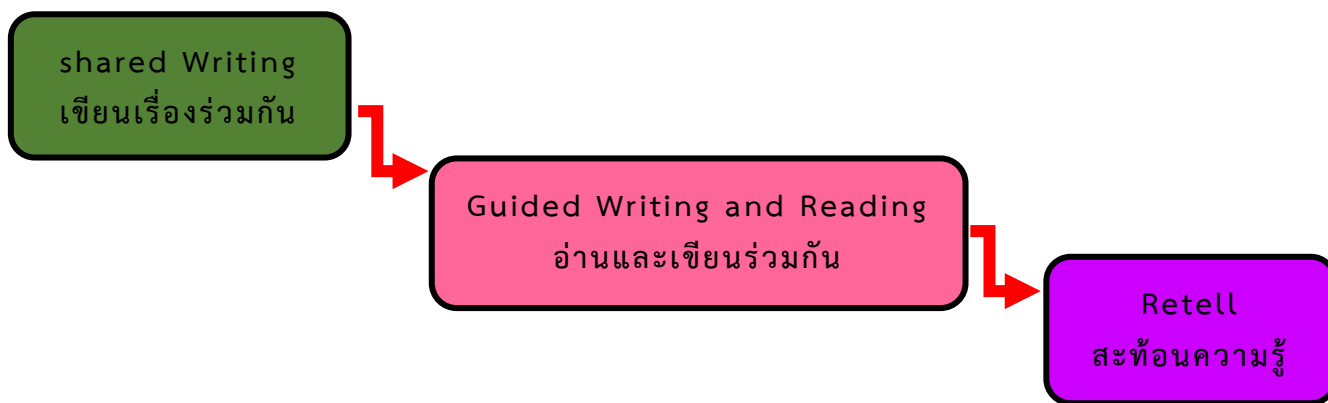 shared Writing
เขียนเรื่องร่วมกัน
Guided Writing and Reading
อ่านและเขียนร่วมกัน
Retell
สะท้อนความรู้